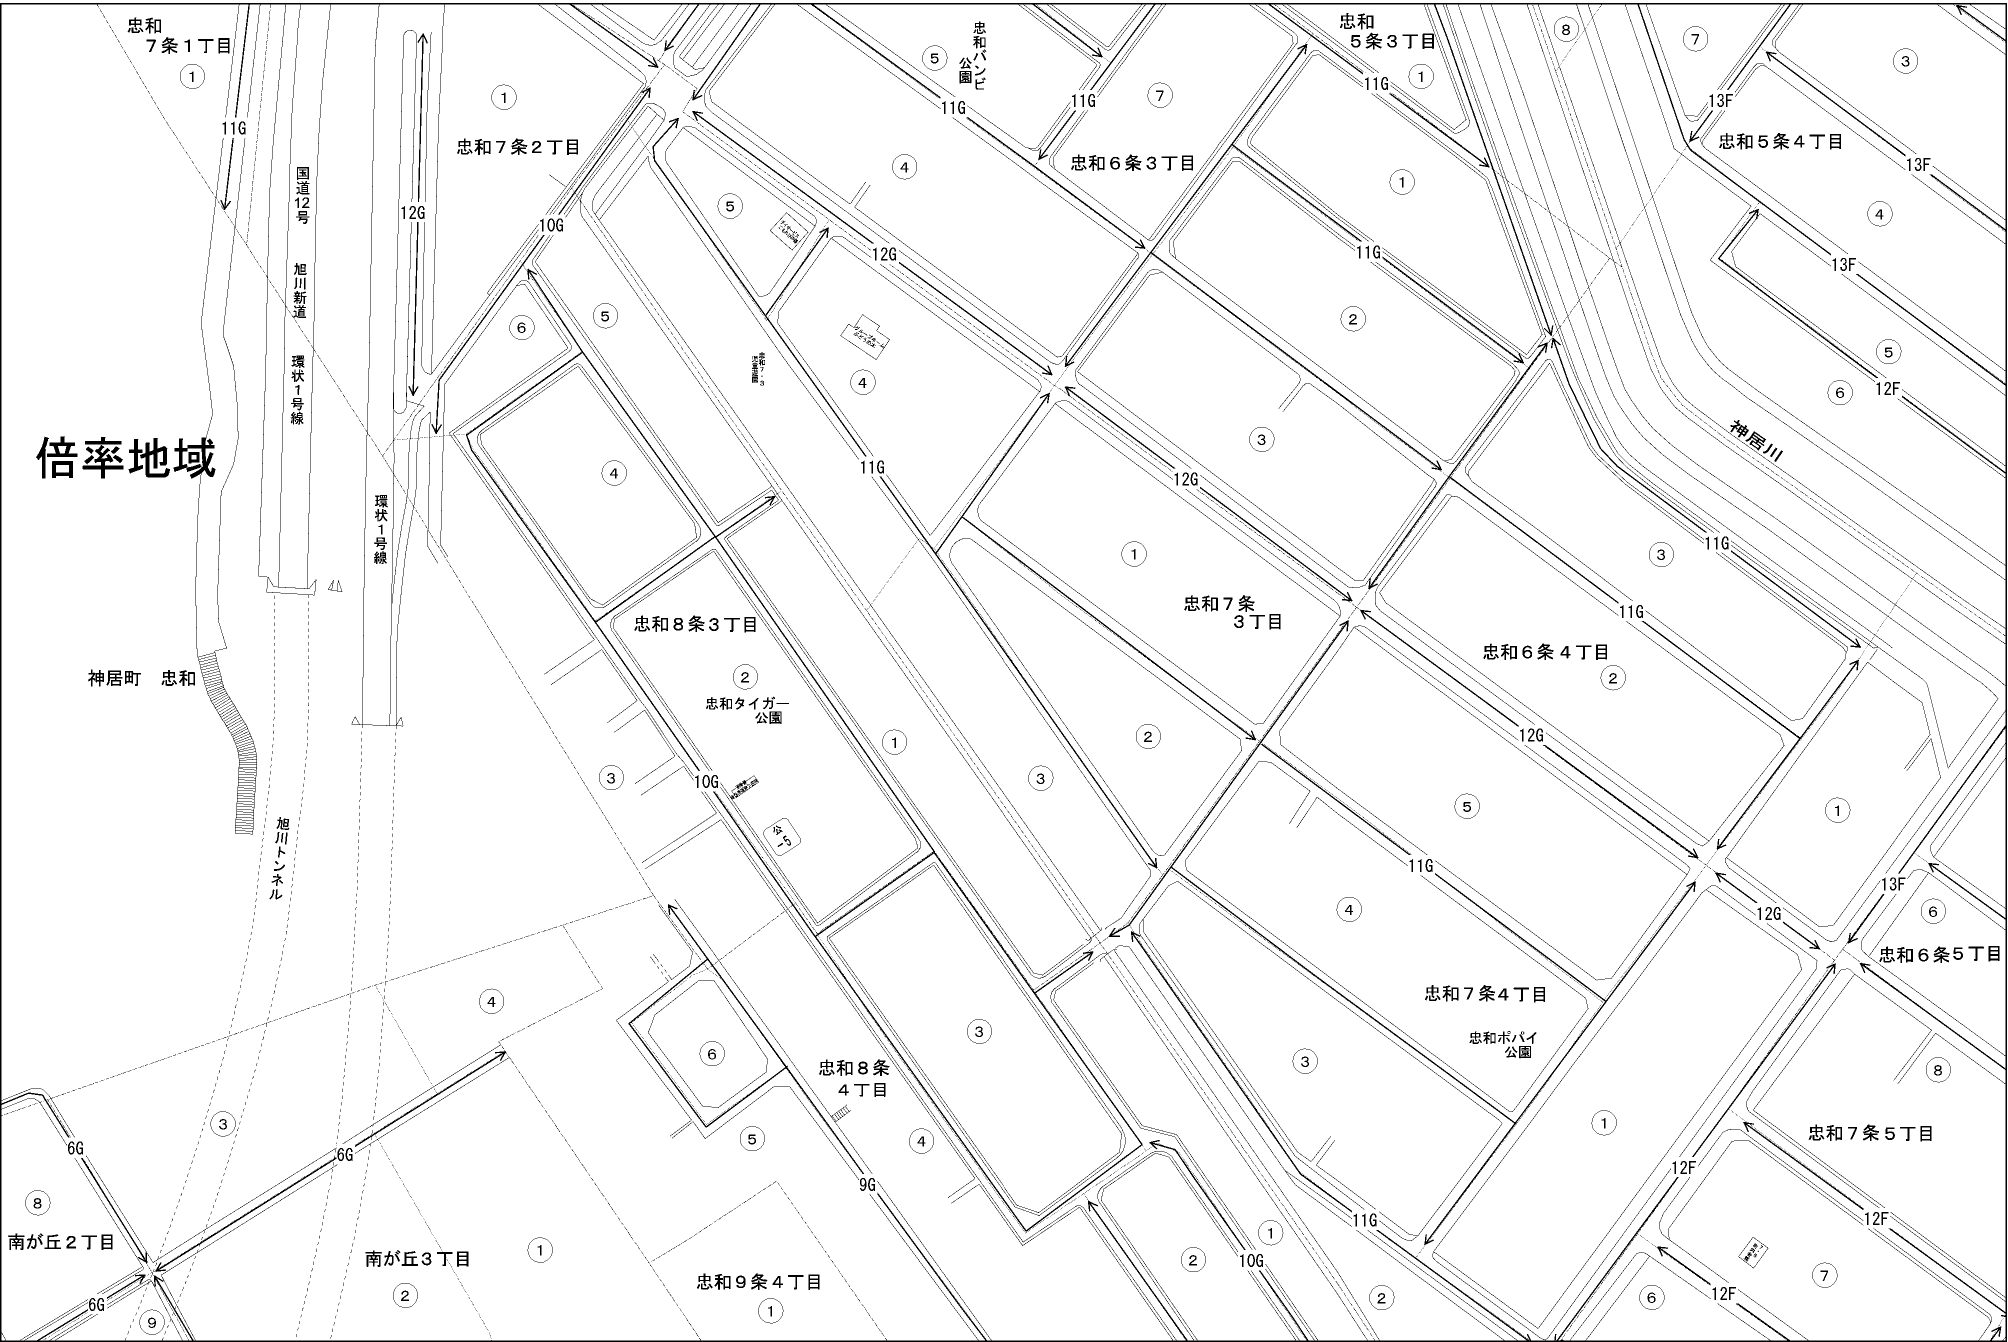 忠和
７条１丁目
①
11G
国道12号
旭川新道
環状１号線
12G
①
忠和７条２丁目
10G
⑤
忠和バンビ
公園
11G
11G
⑦
忠和６条３丁目
④
忠和
５条３丁目
①
11G
⑧
⑦
13F
③
忠和５条４丁目
13F
④
13F
⑤
12F
⑥
神居川
①
11G
②
③
⑤
12G
④
⑥
⑤
11G
④
倍率地域
環状１号線
12G
①
忠和７条
３丁目
②
③
③
11G
11G
忠和６条４丁目
②
12G
①
神居町　忠和
忠和８条３丁目
②
忠和タイガー
公園
①
10G
③
公
-5
旭川トンネル
⑤
11G
④
忠和７条４丁目
忠和ポパイ
公園
③
12G
13F
⑥
忠和６条５丁目
⑧
忠和７条５丁目
①
12F
12F
12F
⑦
⑥
④
⑥
③
忠和８条
４丁目
⑤
④
9G
③
6G
6G
⑧
南が丘２丁目
6G
⑨
南が丘３丁目
②
①
忠和９条４丁目
①
②
10G
①
11G
②